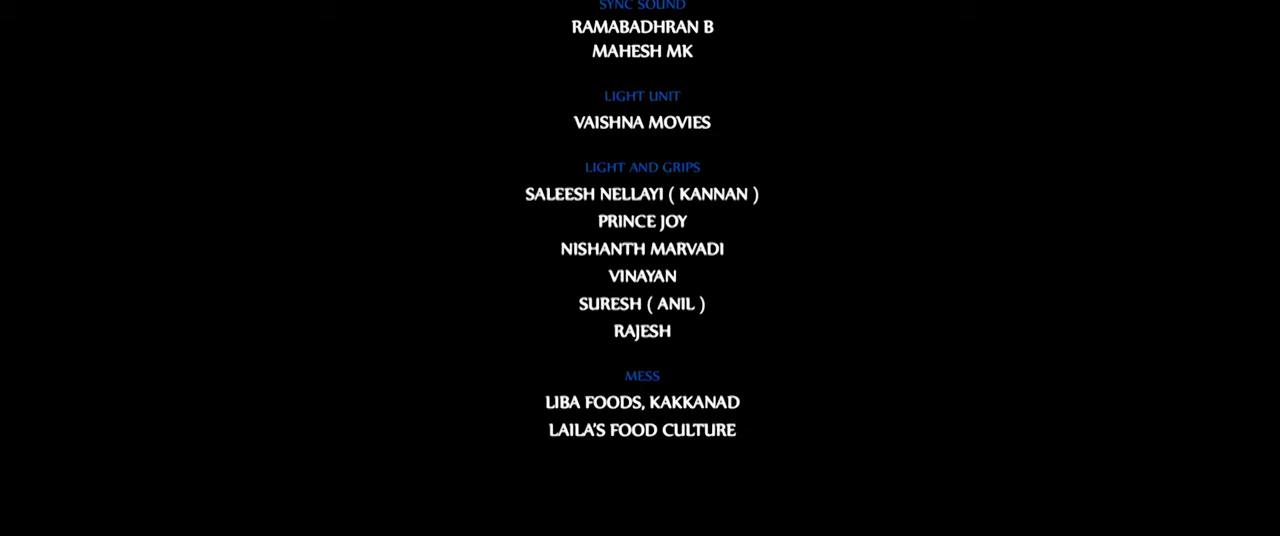 SYNC SOUND
RAMABADHRAN B
MAHESH MK
LIGHT UNIT
VAISHNA MOVIES
LIGHT AND GRIPS
SALEESH NELLAYI ( KANNAN )
PRINCE JOY
NISHANTH MARVADI
VINAYAN
SURESH ( ANIL )
RAJESH
MESS
LIBA FOODS, KAKKANAD
LAILA'S FOOD CULTURE